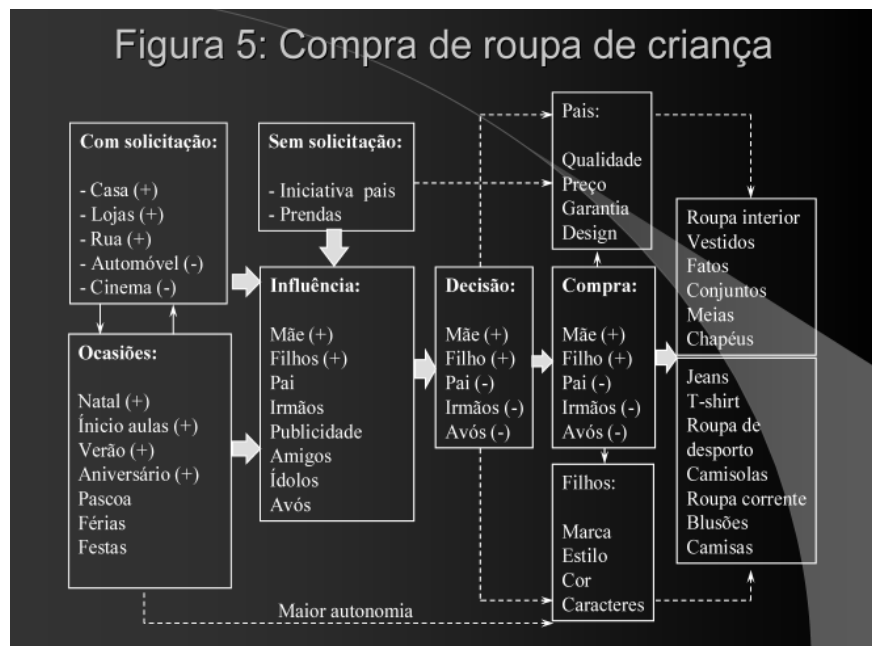 Figura 5: Compra de roupa de criança
Com solicitação:
- Casa (+)
- Lojas (+)
- Rua (+)
- Automóvel (-)
- Cinema (-)
Sem solicitação:
- Iniciativa pais
- Prendas
Pais:
Qualidade
Preço
Garantia
Design
Ocasiões:
Natal (+)
Ínicio aulas (+)
Verão (+)
Aniversário (+)
Pascoa
Férias
Festas
Influência:
Mãe (+)
Filhos (+)
Pai
Irmãos
Publicidade
Amigos
Ídolos
Avós
Decisão:
Mãe (+)
Filho (+)
Pai (-)
Irmãos (-)
Avós (-)
Compra:
Mãe (+)
Filho (+)
Pai (-)
Irmãos (-)
Avós (-)
Roupa interior
Vestidos
Fatos
Conjuntos
Meias
Chapéus
Jeans
T-shirt
Roupa de
desporto
Camisolas
Roupa corrente
Blusões
Camisas
Filhos:
Marca
Estilo
Cor
Caracteres
Maior autonomia